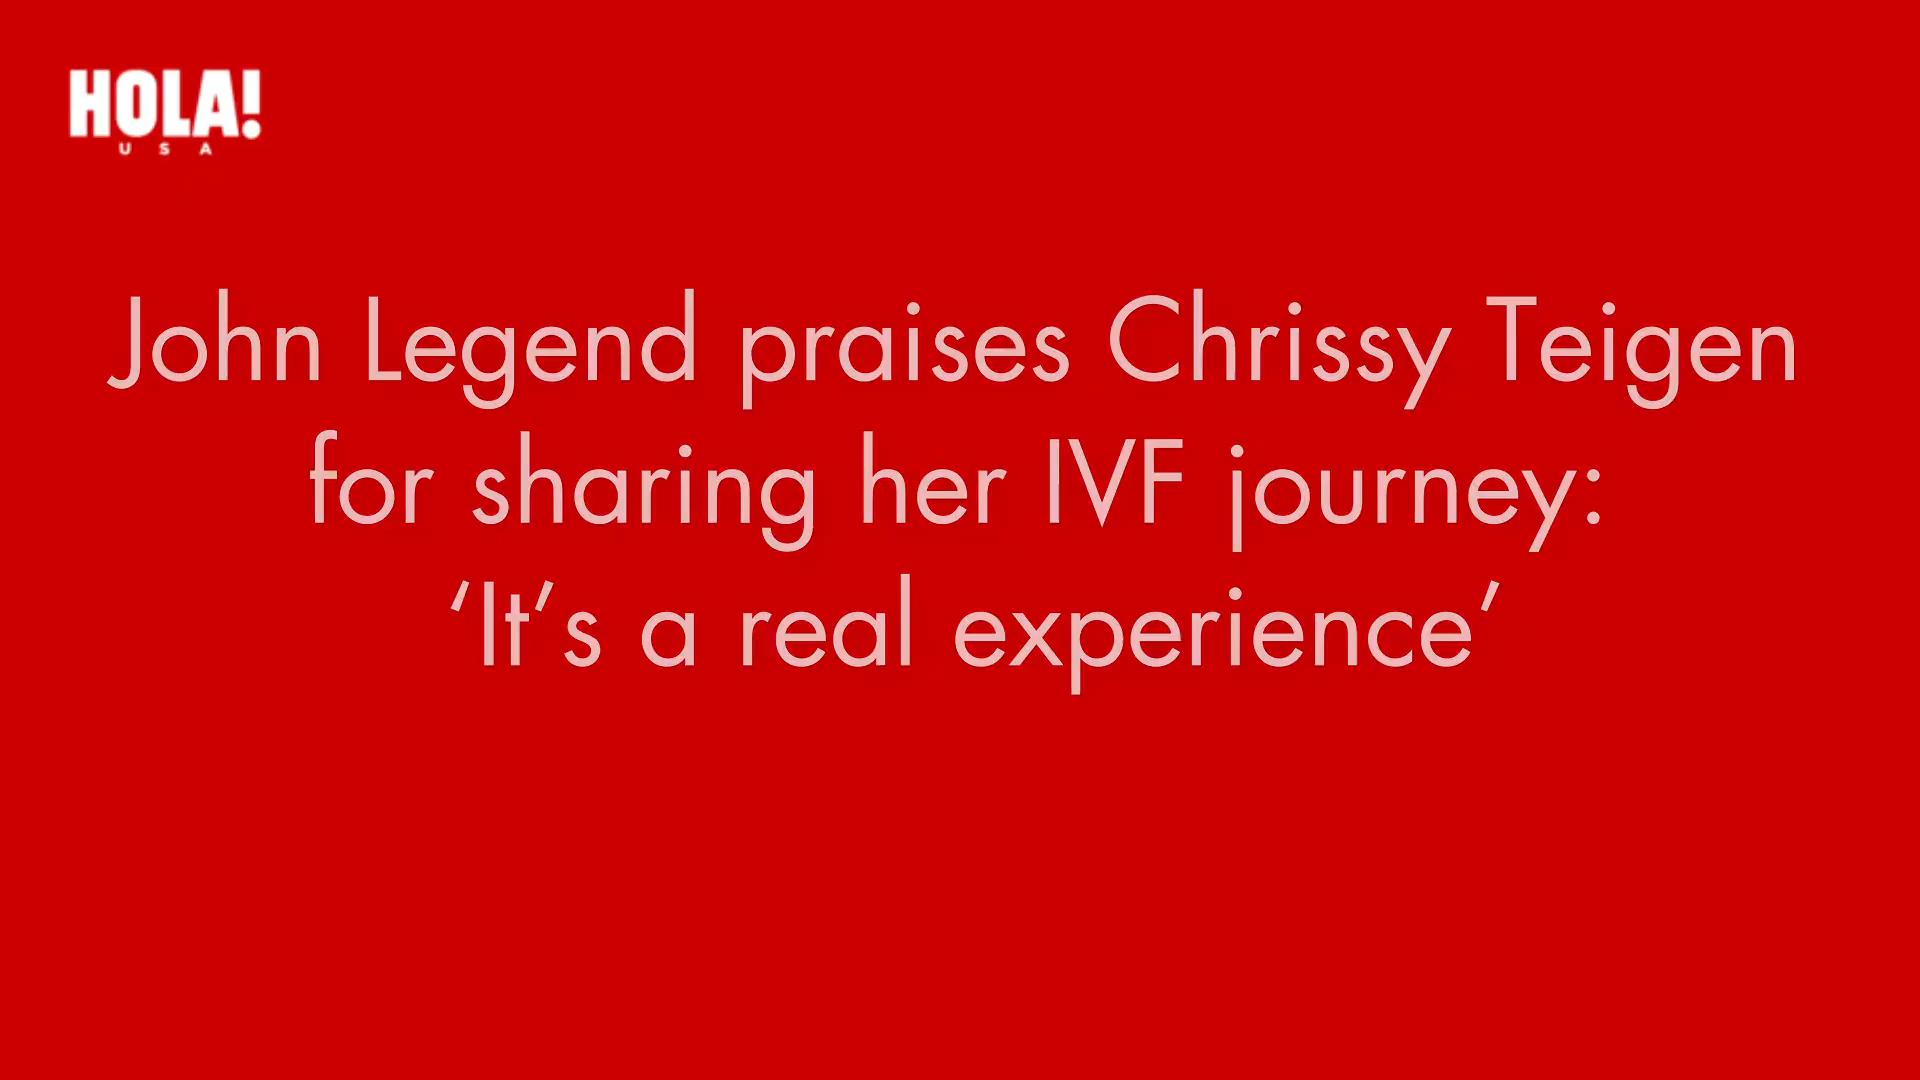 HOLA!
USA
John Legend praises Chrissy Teigen
for sharing her IVF journey:
‘It’s a real experience’